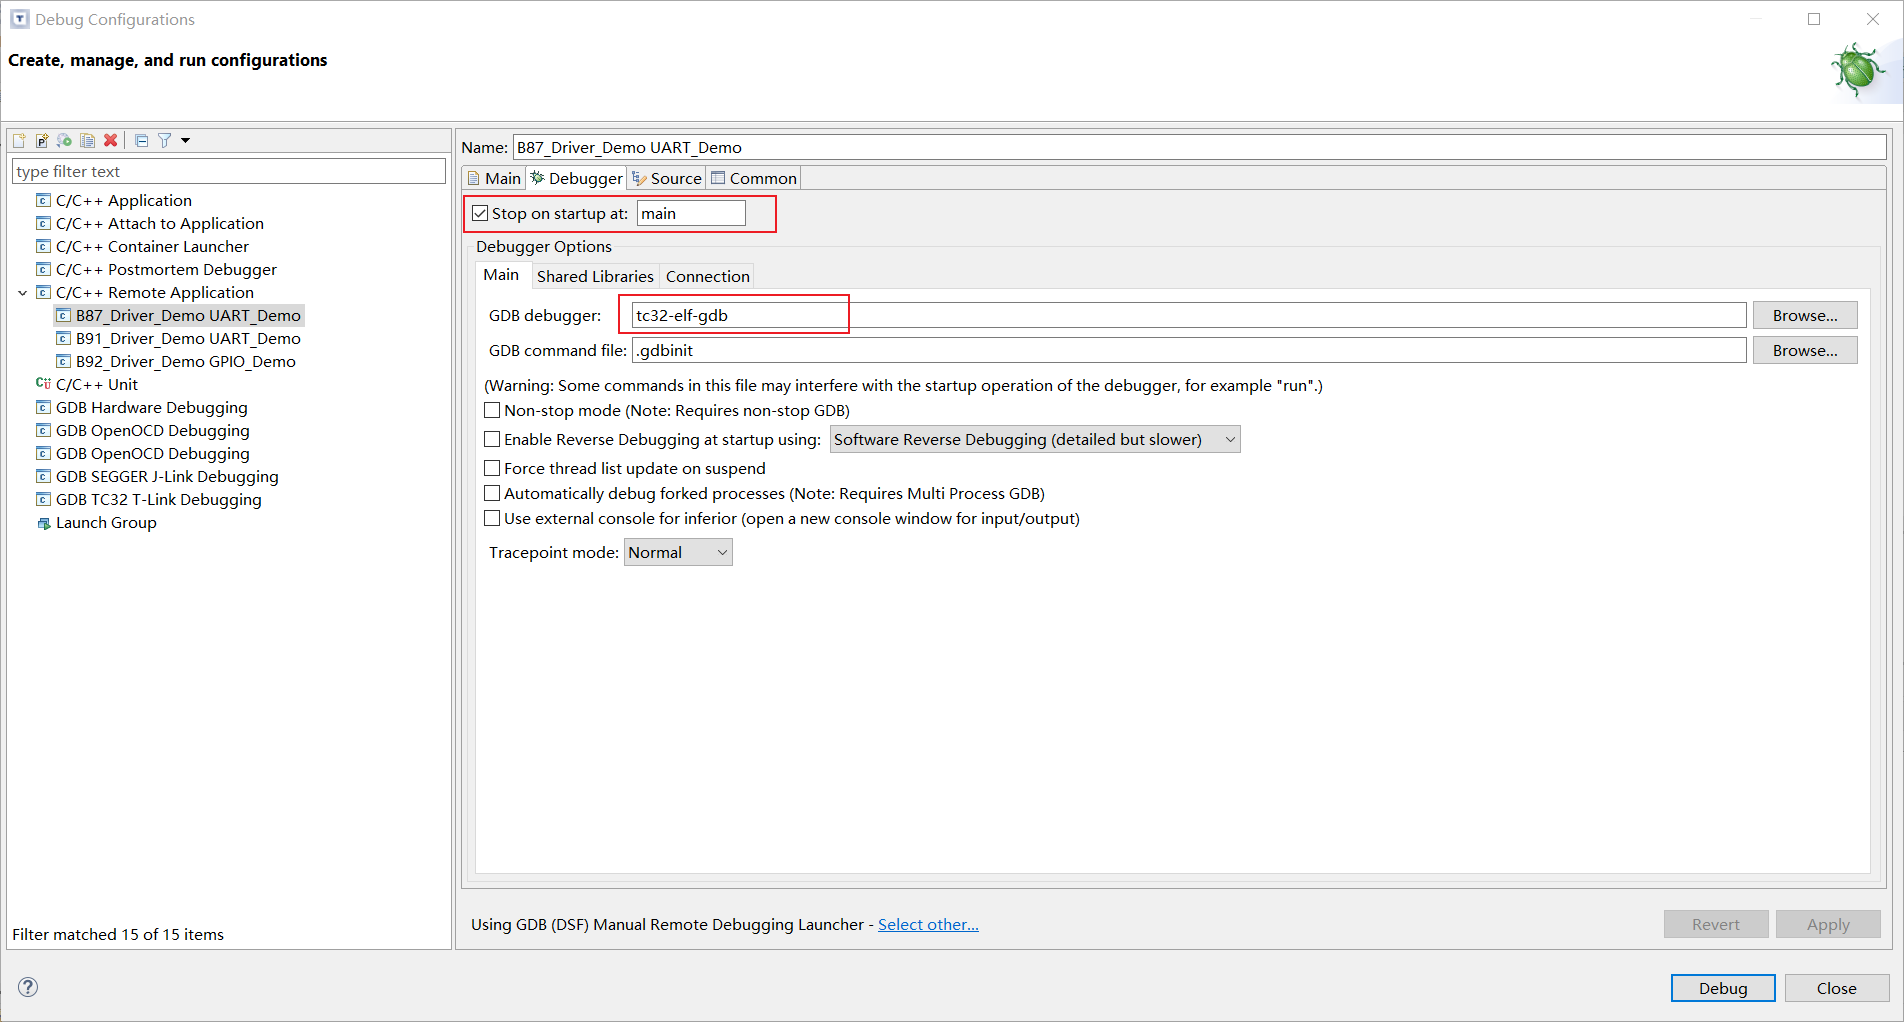 Debug Configurations
Create, manage, and run configurations
type filter text
C/C++ Application
C/C++ Attach to Application
C/C++ Container Launcher
C/C++ Postmortem Debugger
C/C++ Remote Application
B87_Driver_Demo UART_Demo
B91_Driver_Demo UART_Demo
B92_Driver_Demo GPIO_Demo
C/C++ Unit
GDB Hardware Debugging
GDB OpenOCD Debugging
GDB OpenOCD Debugging
GDB SEGGER J-Link Debugging
GDB TC32 T-Link Debugging
Launch Group
Filter matched 15 of 15 items
Name: B87_Driver_Demo UART_Demo
Main Debugger Source Common
Stop on startup at: main
Debugger Options
Main Shared Libraries Connection
GDB debugger: tc32-elf-gdb Browse...
GDB command file: .gdbinit Browse...
(Warning: Some commands in this file may interfere with the startup operation of the debugger, for example "run".)
Non-stop mode (Note: Requires non-stop GDB)
Enable Reverse Debugging at startup using: Software Reverse Debugging (detailed but slower)
Force thread list update on suspend
Automatically debug forked processes (Note: Requires Multi Process GDB)
Use external console for inferior (open a new console window for input/output)
Tracepoint mode: Normal
Using GDB (DSF) Manual Remote Debugging Launcher - Select other...
Revert Apply
Debug Close